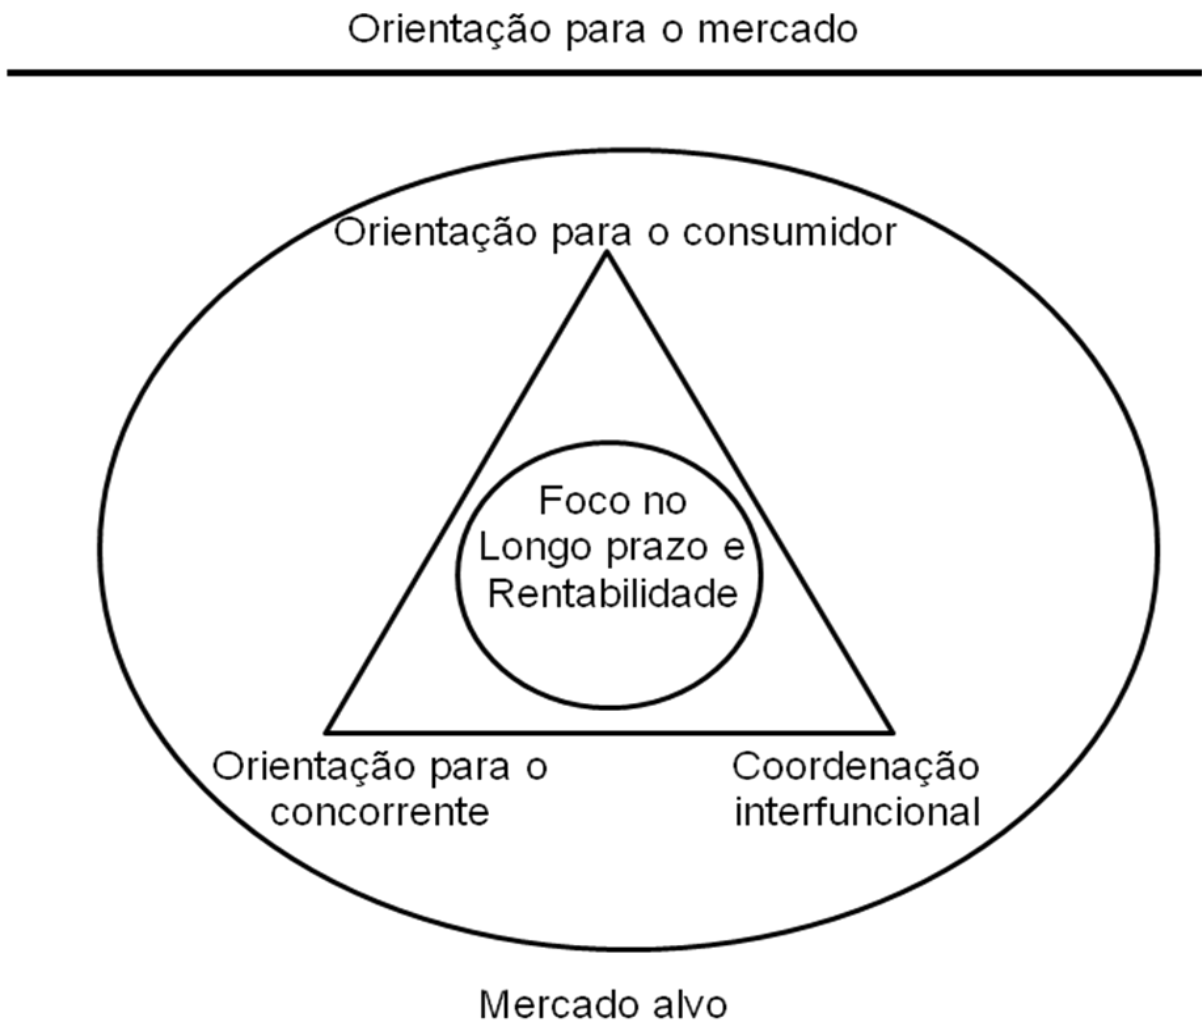 Orientação para o mercado
Orientação para o consumidor
Foco no
Longo prazo e
Rentabilidade
Orientação para o
concorrente
Coordenação
interfuncional
Mercado alvo